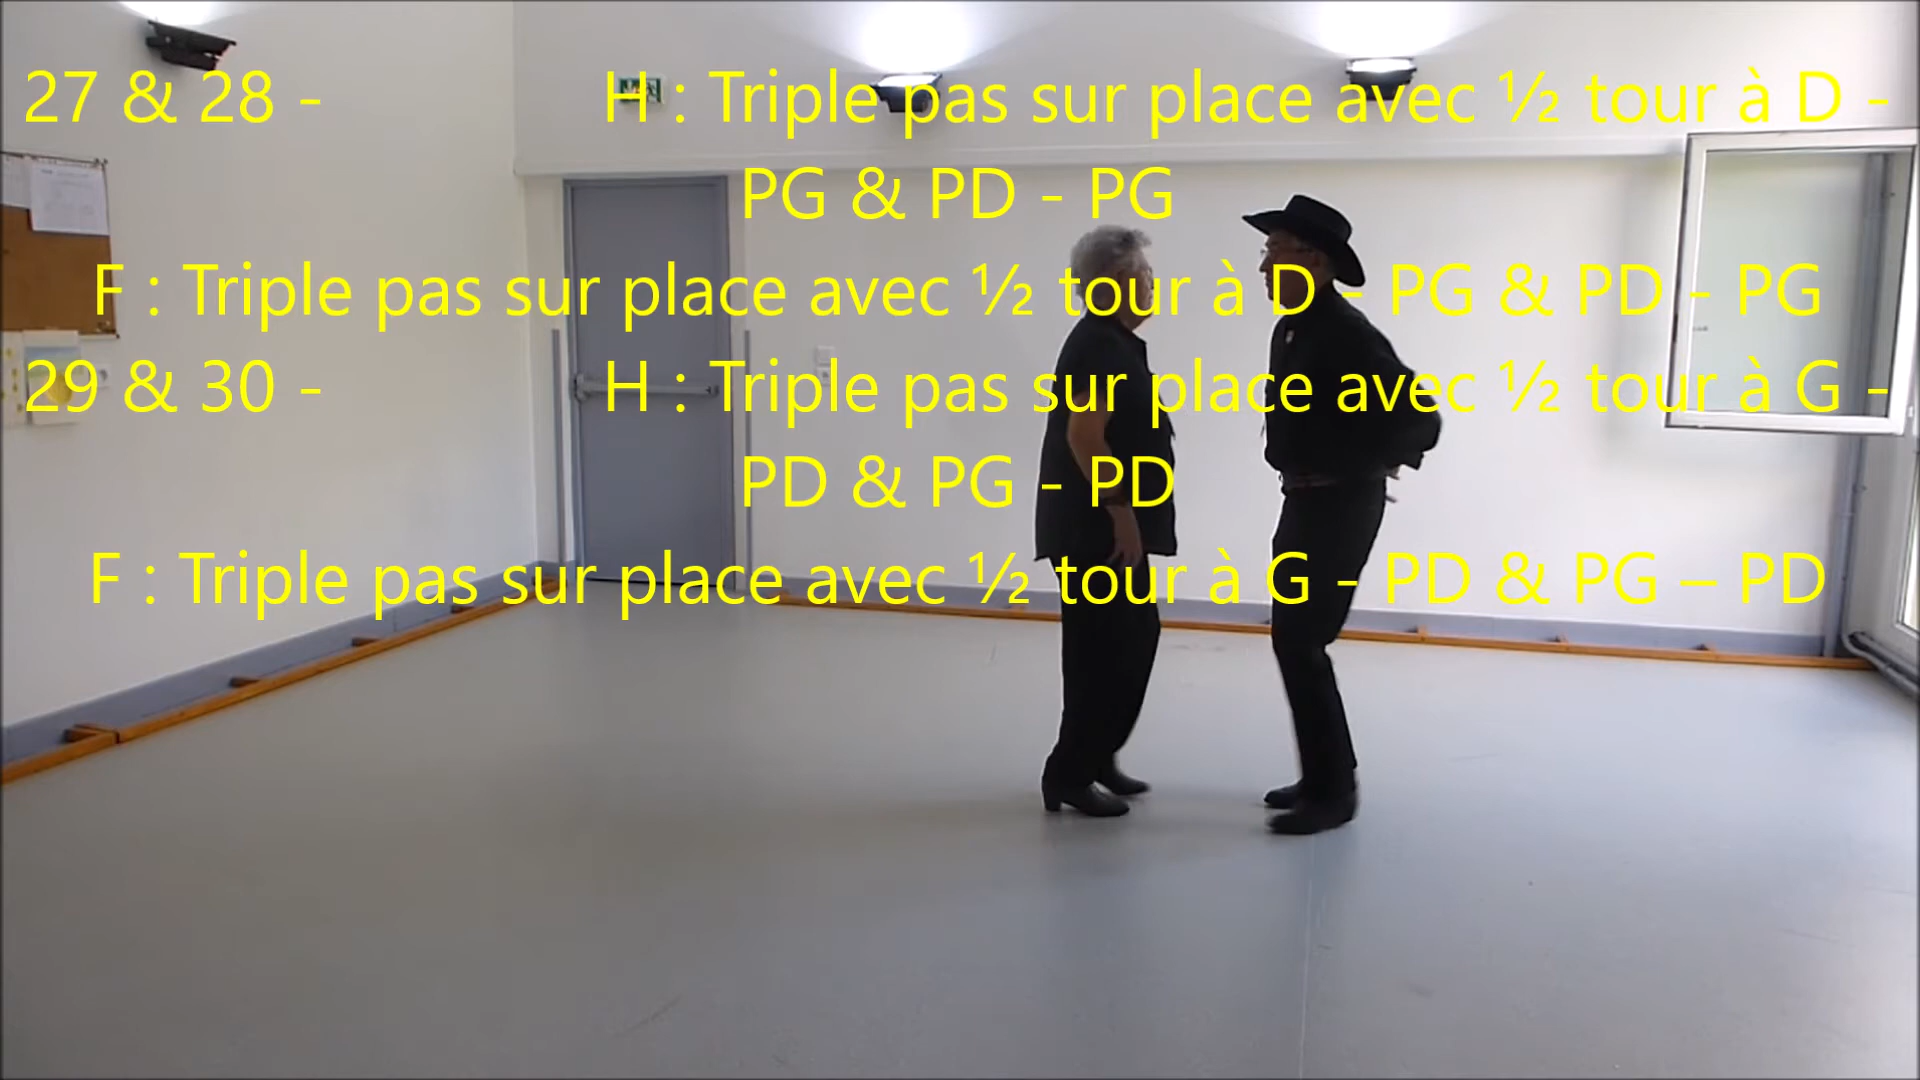 27 & 28 - H : Triple pas sur place avec ½ tour à D -
PG & PD - PG
F : Triple pas sur place avec ½ tour à D - PG & PD - PG
29 & 30 - H : Triple pas sur place avec ½ tour à G -
PD & PG - PD
F : Triple pas sur place avec ½ tour à G - PD & PG – PD